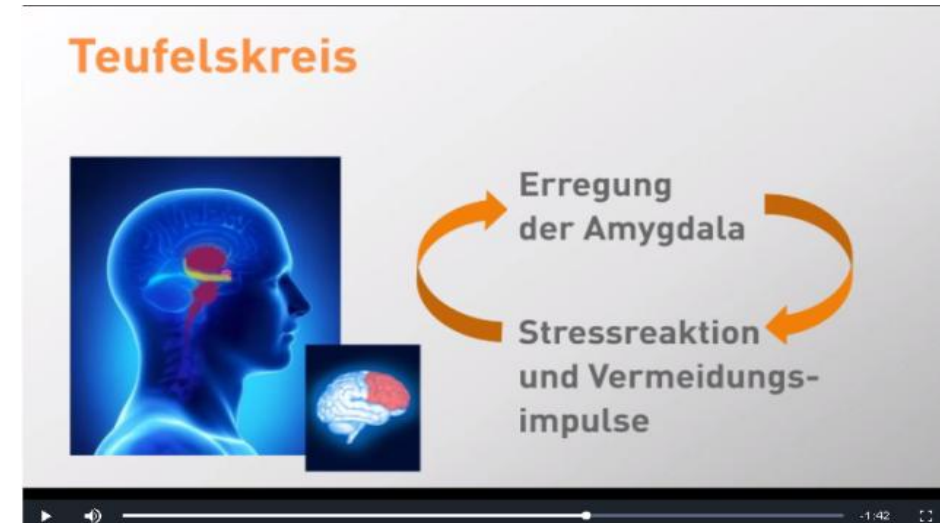 Teufelskreis
Erregung
der Amygdala
Stressreaktion
und Vermeidungs-
impulse
-1:42